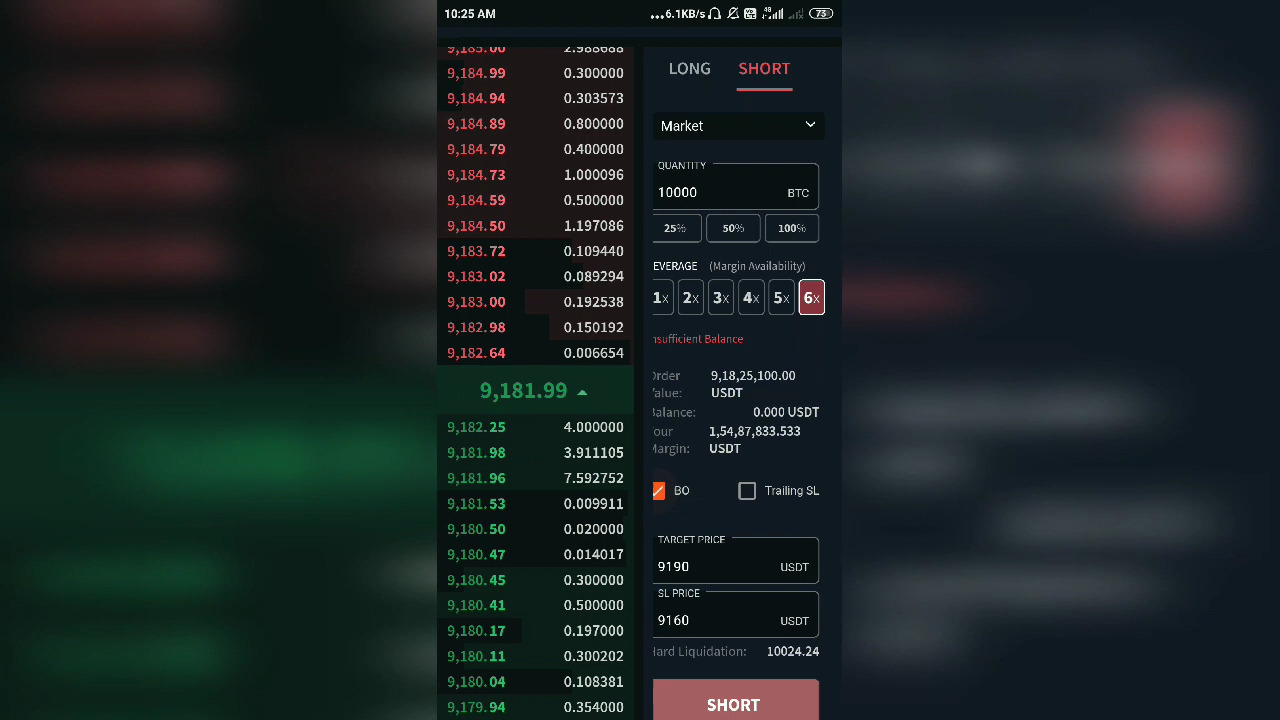 10:25 AM
...6.1KB/s 4G 75
9,185.00 2.988688
9,184.99 0.300000
9,184.94 0.303573
9,184.89 0.800000
9,184.79 0.400000
9,184.73 1.000096
9,184.59 0.500000
9,184.50 1.197086
9,183.72 0.109440
9,183.02 0.089294
9,183.00 0.192538
9,182.98 0.150192
9,182.64 0.006654
9,181.99
9,182.25 4.000000
9,181.98 3.911105
9,181.96 7.592752
9,181.53 0.009911
9,180.50 0.020000
9,180.47 0.014017
9,180.45 0.300000
9,180.41 0.500000
9,180.17 0.197000
9,180.11 0.300202
9,180.04 0.108381
9,179.94 0.354000
LONG SHORT
Market
QUANTITY
10000 BTC
25% 50% 100%
EVERAGE (Margin Availability)
1x 2x 3x 4x 5x 6x
nsufficient Balance
Order 9,18,25,100.00
Value: USDT
Balance: 0.000 USDT
Your 1,54,87,833.533
Margin: USDT
BO Trailing SL
TARGET PRICE
9190 USDT
SL PRICE
9160 USDT
Hard Liquidation: 10024.24
SHORT